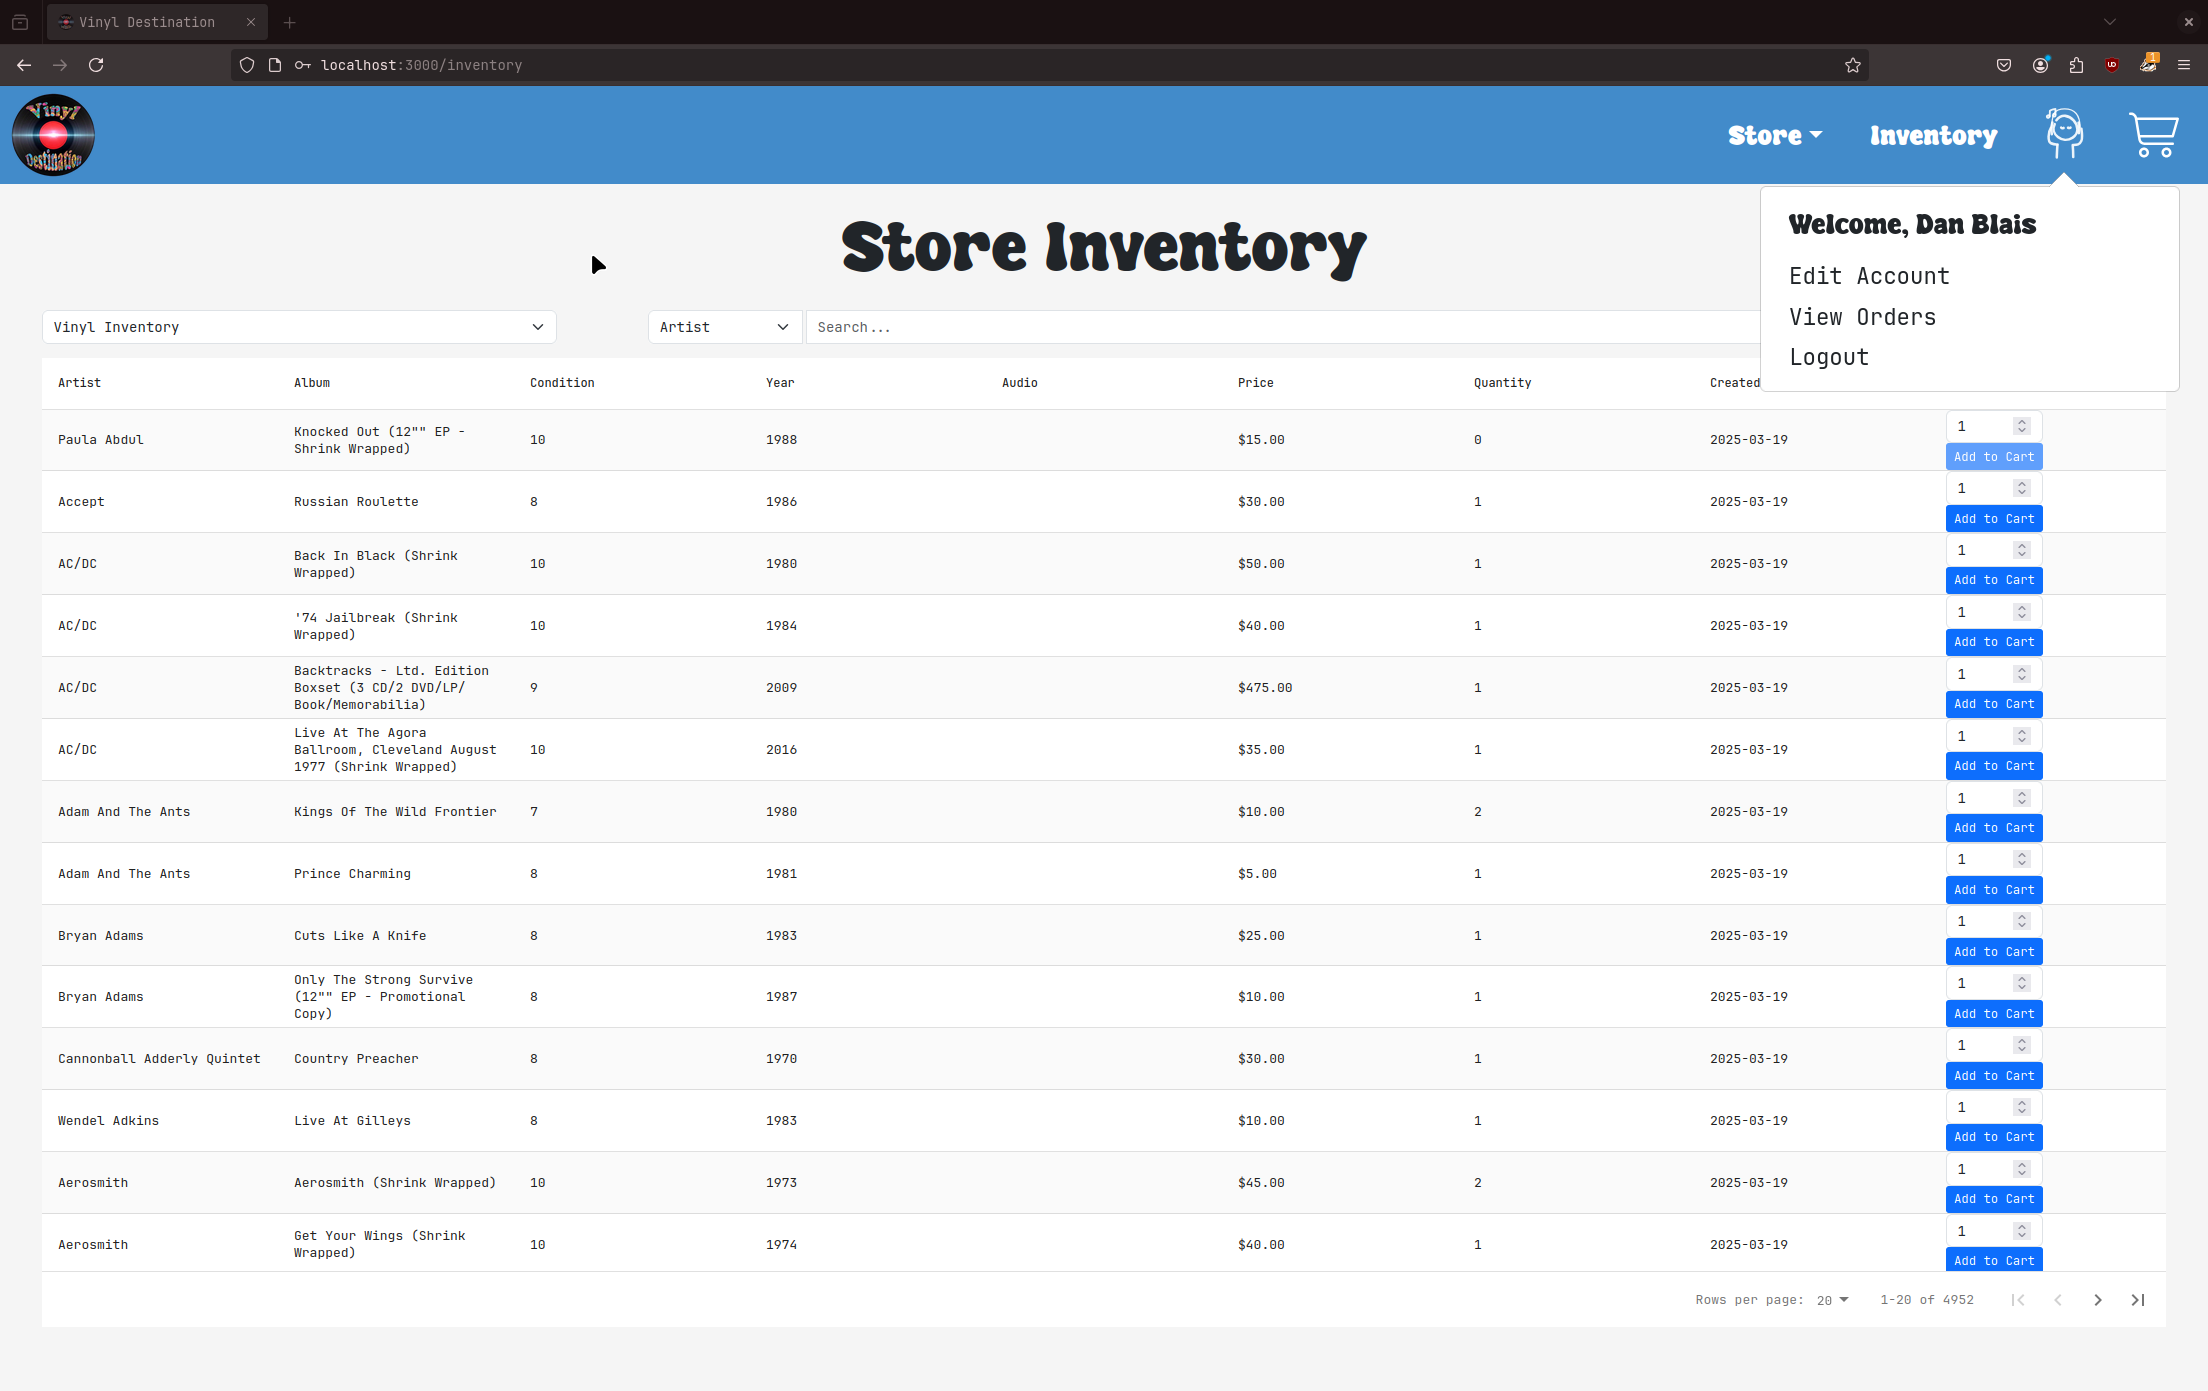 Vinyl Destination
localhost:3000/inventory
1
Vinyl
Destination
Store
Inventory
Welcome, Dan Blais
Edit Account
View Orders
Logout
Store Inventory
Vinyl Inventory
Artist
Search...
Artist Album Condition Year Audio Price Quantity Created
Paula Abdul Knocked Out (12"" EP - 10 1988 $15.00 0 2025-03-19 1
Shrink Wrapped)
Add to Cart
Accept Russian Roulette 8 1986 $30.00 1 2025-03-19 1
Add to Cart
AC/DC Back In Black (Shrink 10 1980 $50.00 1 2025-03-19 1
Wrapped)
Add to Cart
AC/DC '74 Jailbreak (Shrink 10 1984 $40.00 1 2025-03-19 1
Wrapped)
Add to Cart
AC/DC Backtracks - Ltd. Edition 9 2009 $475.00 1 2025-03-19 1
Boxset (3 CD/2 DVD/LP/
Book/Memorabilia)
Add to Cart
AC/DC Live At The Agora 10 2016 $35.00 1 2025-03-19 1
Ballroom, Cleveland August
1977 (Shrink Wrapped)
Add to Cart
Adam And The Ants Kings Of The Wild Frontier 7 1980 $10.00 2 2025-03-19 1
Add to Cart
Adam And The Ants Prince Charming 8 1981 $5.00 1 2025-03-19 1
Add to Cart
Bryan Adams Cuts Like A Knife 8 1983 $25.00 1 2025-03-19 1
Add to Cart
Bryan Adams Only The Strong Survive 8 1987 $10.00 1 2025-03-19 1
(12"" EP - Promotional
Copy)
Add to Cart
Cannonball Adderly Quintet Country Preacher 8 1970 $30.00 1 2025-03-19 1
Add to Cart
Wendel Adkins Live At Gilleys 8 1983 $10.00 1 2025-03-19 1
Add to Cart
Aerosmith Aerosmith (Shrink Wrapped) 10 1973 $45.00 2 2025-03-19 1
Add to Cart
Aerosmith Get Your Wings (Shrink 10 1974 $40.00 1 2025-03-19 1
Wrapped)
Add to Cart
Rows per page: 20 1-20 of 4952